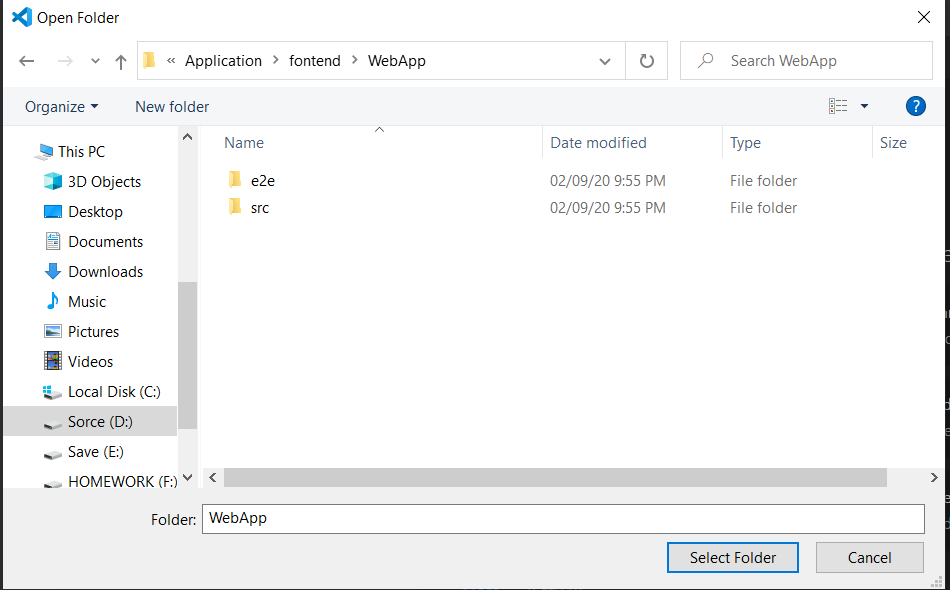 Open Folder
« Application > fontend > WebApp
Search WebApp
Organize
New folder
?
This PC
3D Objects
Desktop
Documents
Downloads
Music
Pictures
Videos
Local Disk (C:)
Sorce (D:)
Save (E:)
HOMEWORK (F:)
Name Date modified Type Size
e2e 02/09/20 9:55 PM File folder
src 02/09/20 9:55 PM File folder
Folder: WebApp
Select Folder Cancel